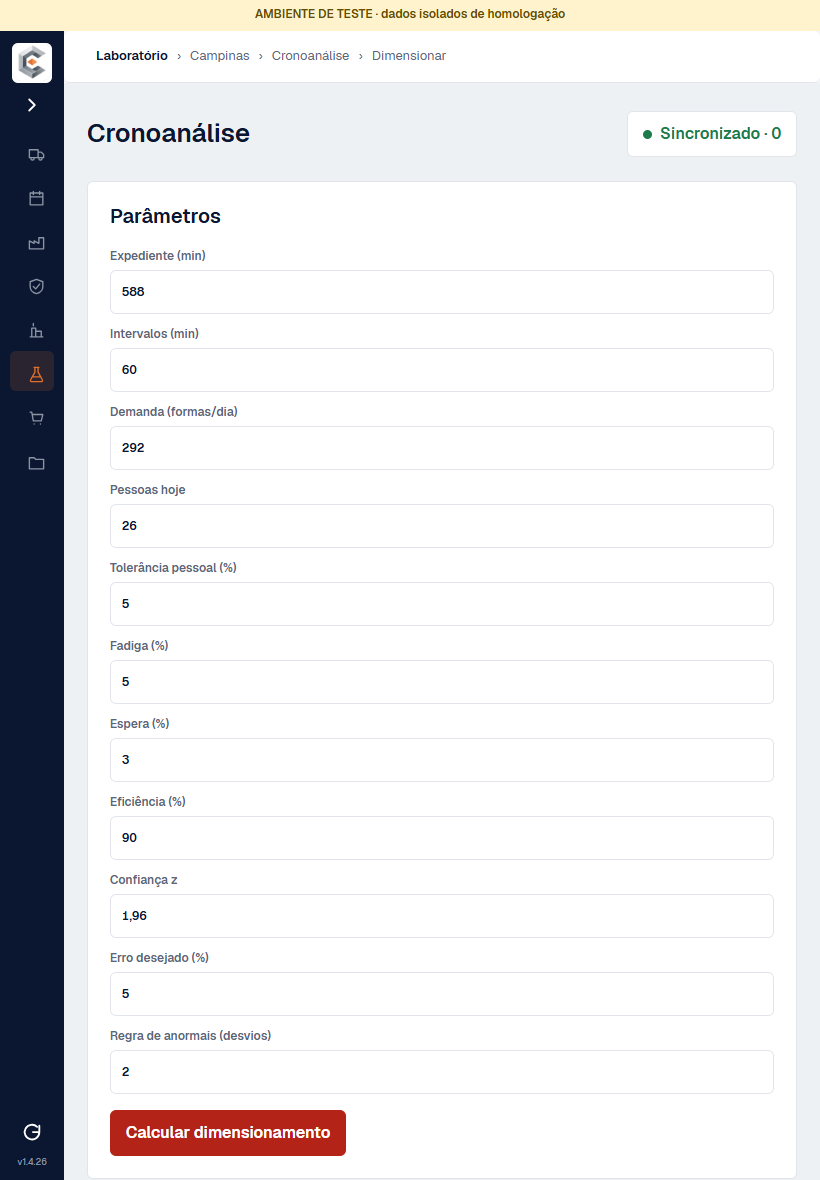 AMBIENTE DE TESTE · dados isolados de homologação
Laboratório › Campinas › Cronoanálise › Dimensionar
Cronoanálise
Sincronizado · 0
Parâmetros
Expediente (min)
588
Intervalos (min)
60
Demanda (formas/dia)
292
Pessoas hoje
26
Tolerância pessoal (%)
5
Fadiga (%)
5
Espera (%)
3
Eficiência (%)
90
Confiança z
1,96
Erro desejado (%)
5
Regra de anormais (desvios)
2
Calcular dimensionamento
v1.4.26